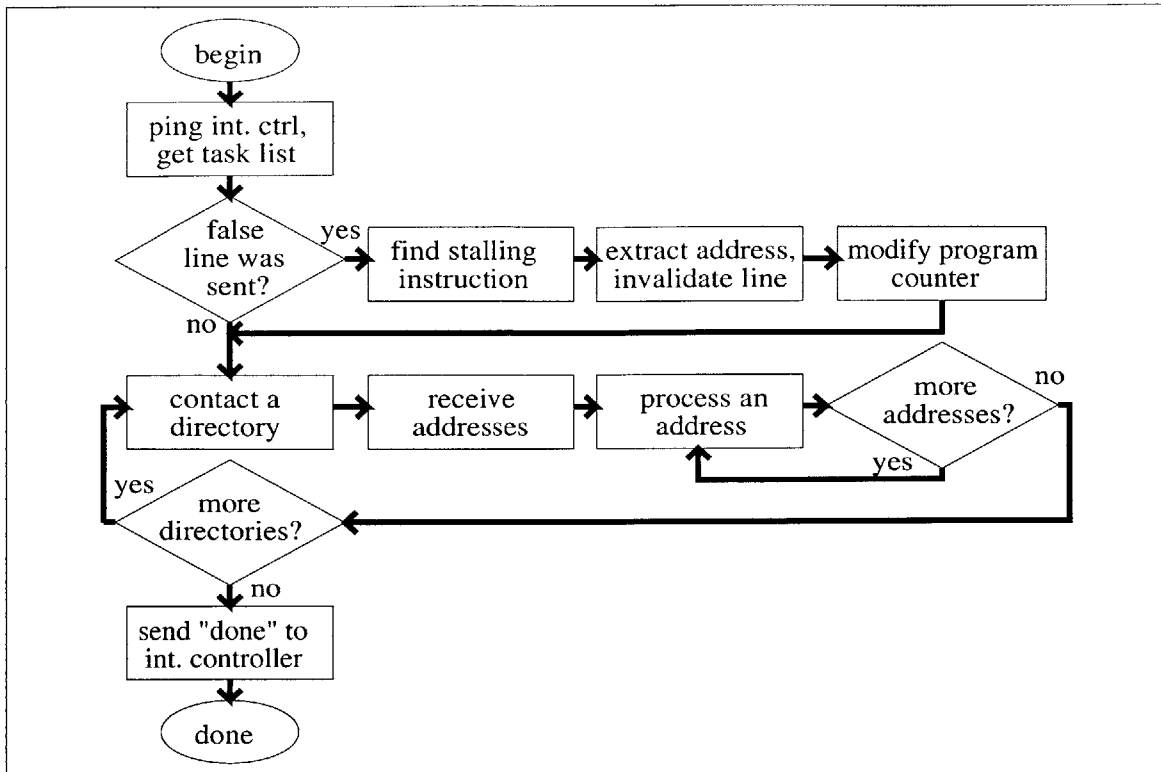 begin
ping int. ctrl,
get task list
false
line was
sent?
yes
find stalling
instruction
extract address,
invalidate line
modify program
counter
no
contact a
directory
receive
addresses
process an
address
more
addresses?
no
yes
yes
more
directories?
no
send "done" to
int. controller
done